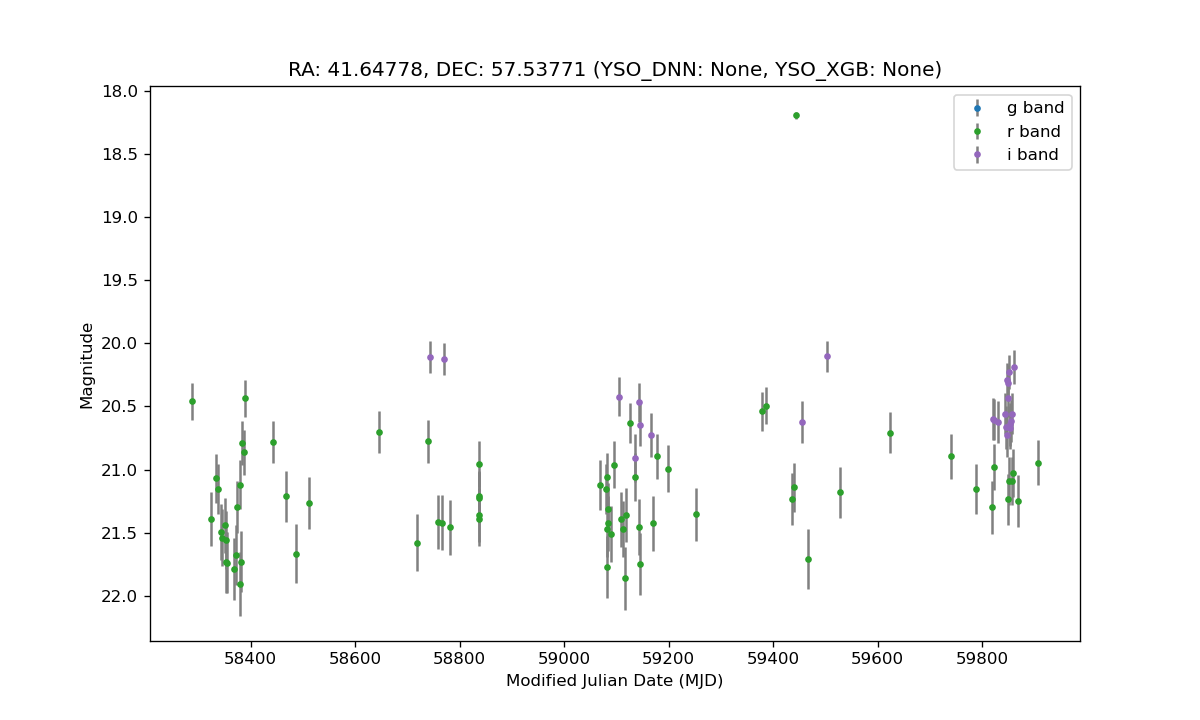 RA: 41.64778, DEC: 57.53771 (YSO_DNN: None, YSO_XGB: None)
18.0
18.5
19.0
19.5
20.0
20.5
21.0
21.5
22.0
Magnitude
g band
r band
i band
58400
58600
58800
59000
59200
59400
59600
59800
Modified Julian Date (MJD)